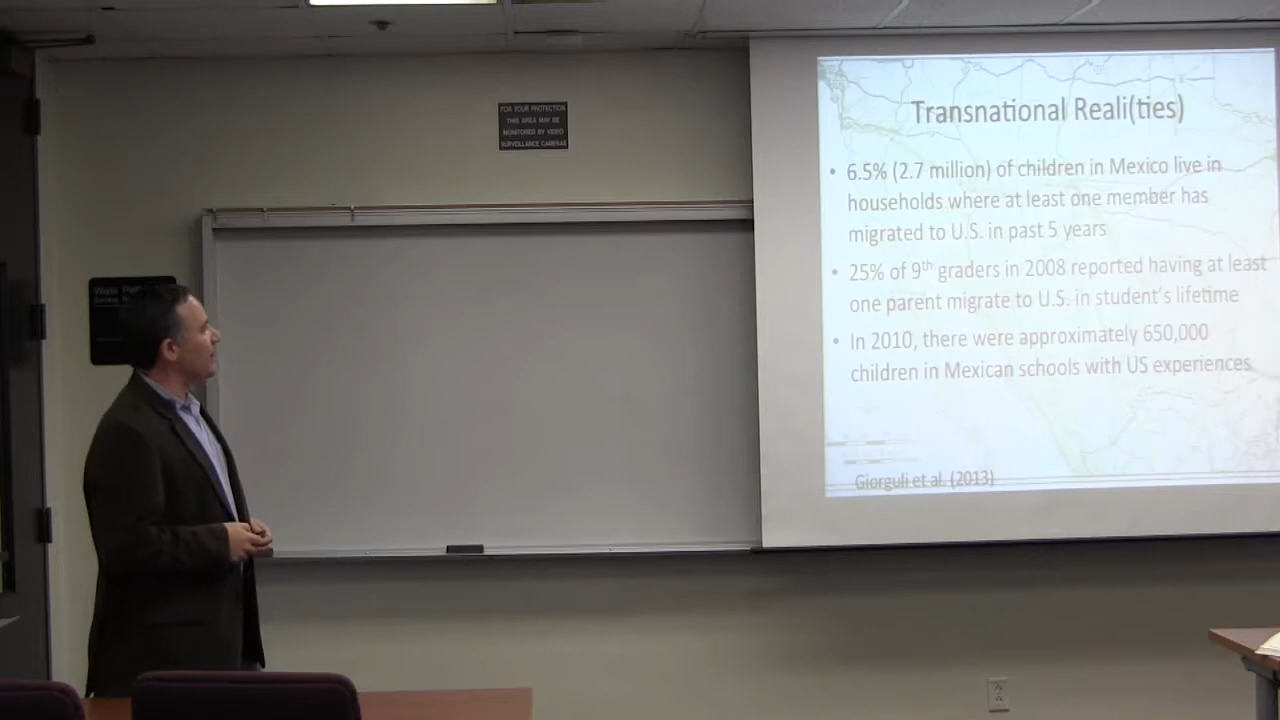 FOR YOUR PROTECTION
THIS AREA MAY BE
MONITORED BY VIDEO
SURVEILLANCE CAMERAS
Transnational Reali(ties)
• 6.5% (2.7 million) of children in Mexico live in
households where at least one member has
migrated to U.S. in past 5 years
• 25% of 9th graders in 2008 reported having at least
one parent migrate to U.S. in student's lifetime
• In 2010, there were approximately 650,000
children in Mexican schools with US experiences
Giorguli et al. (2013)